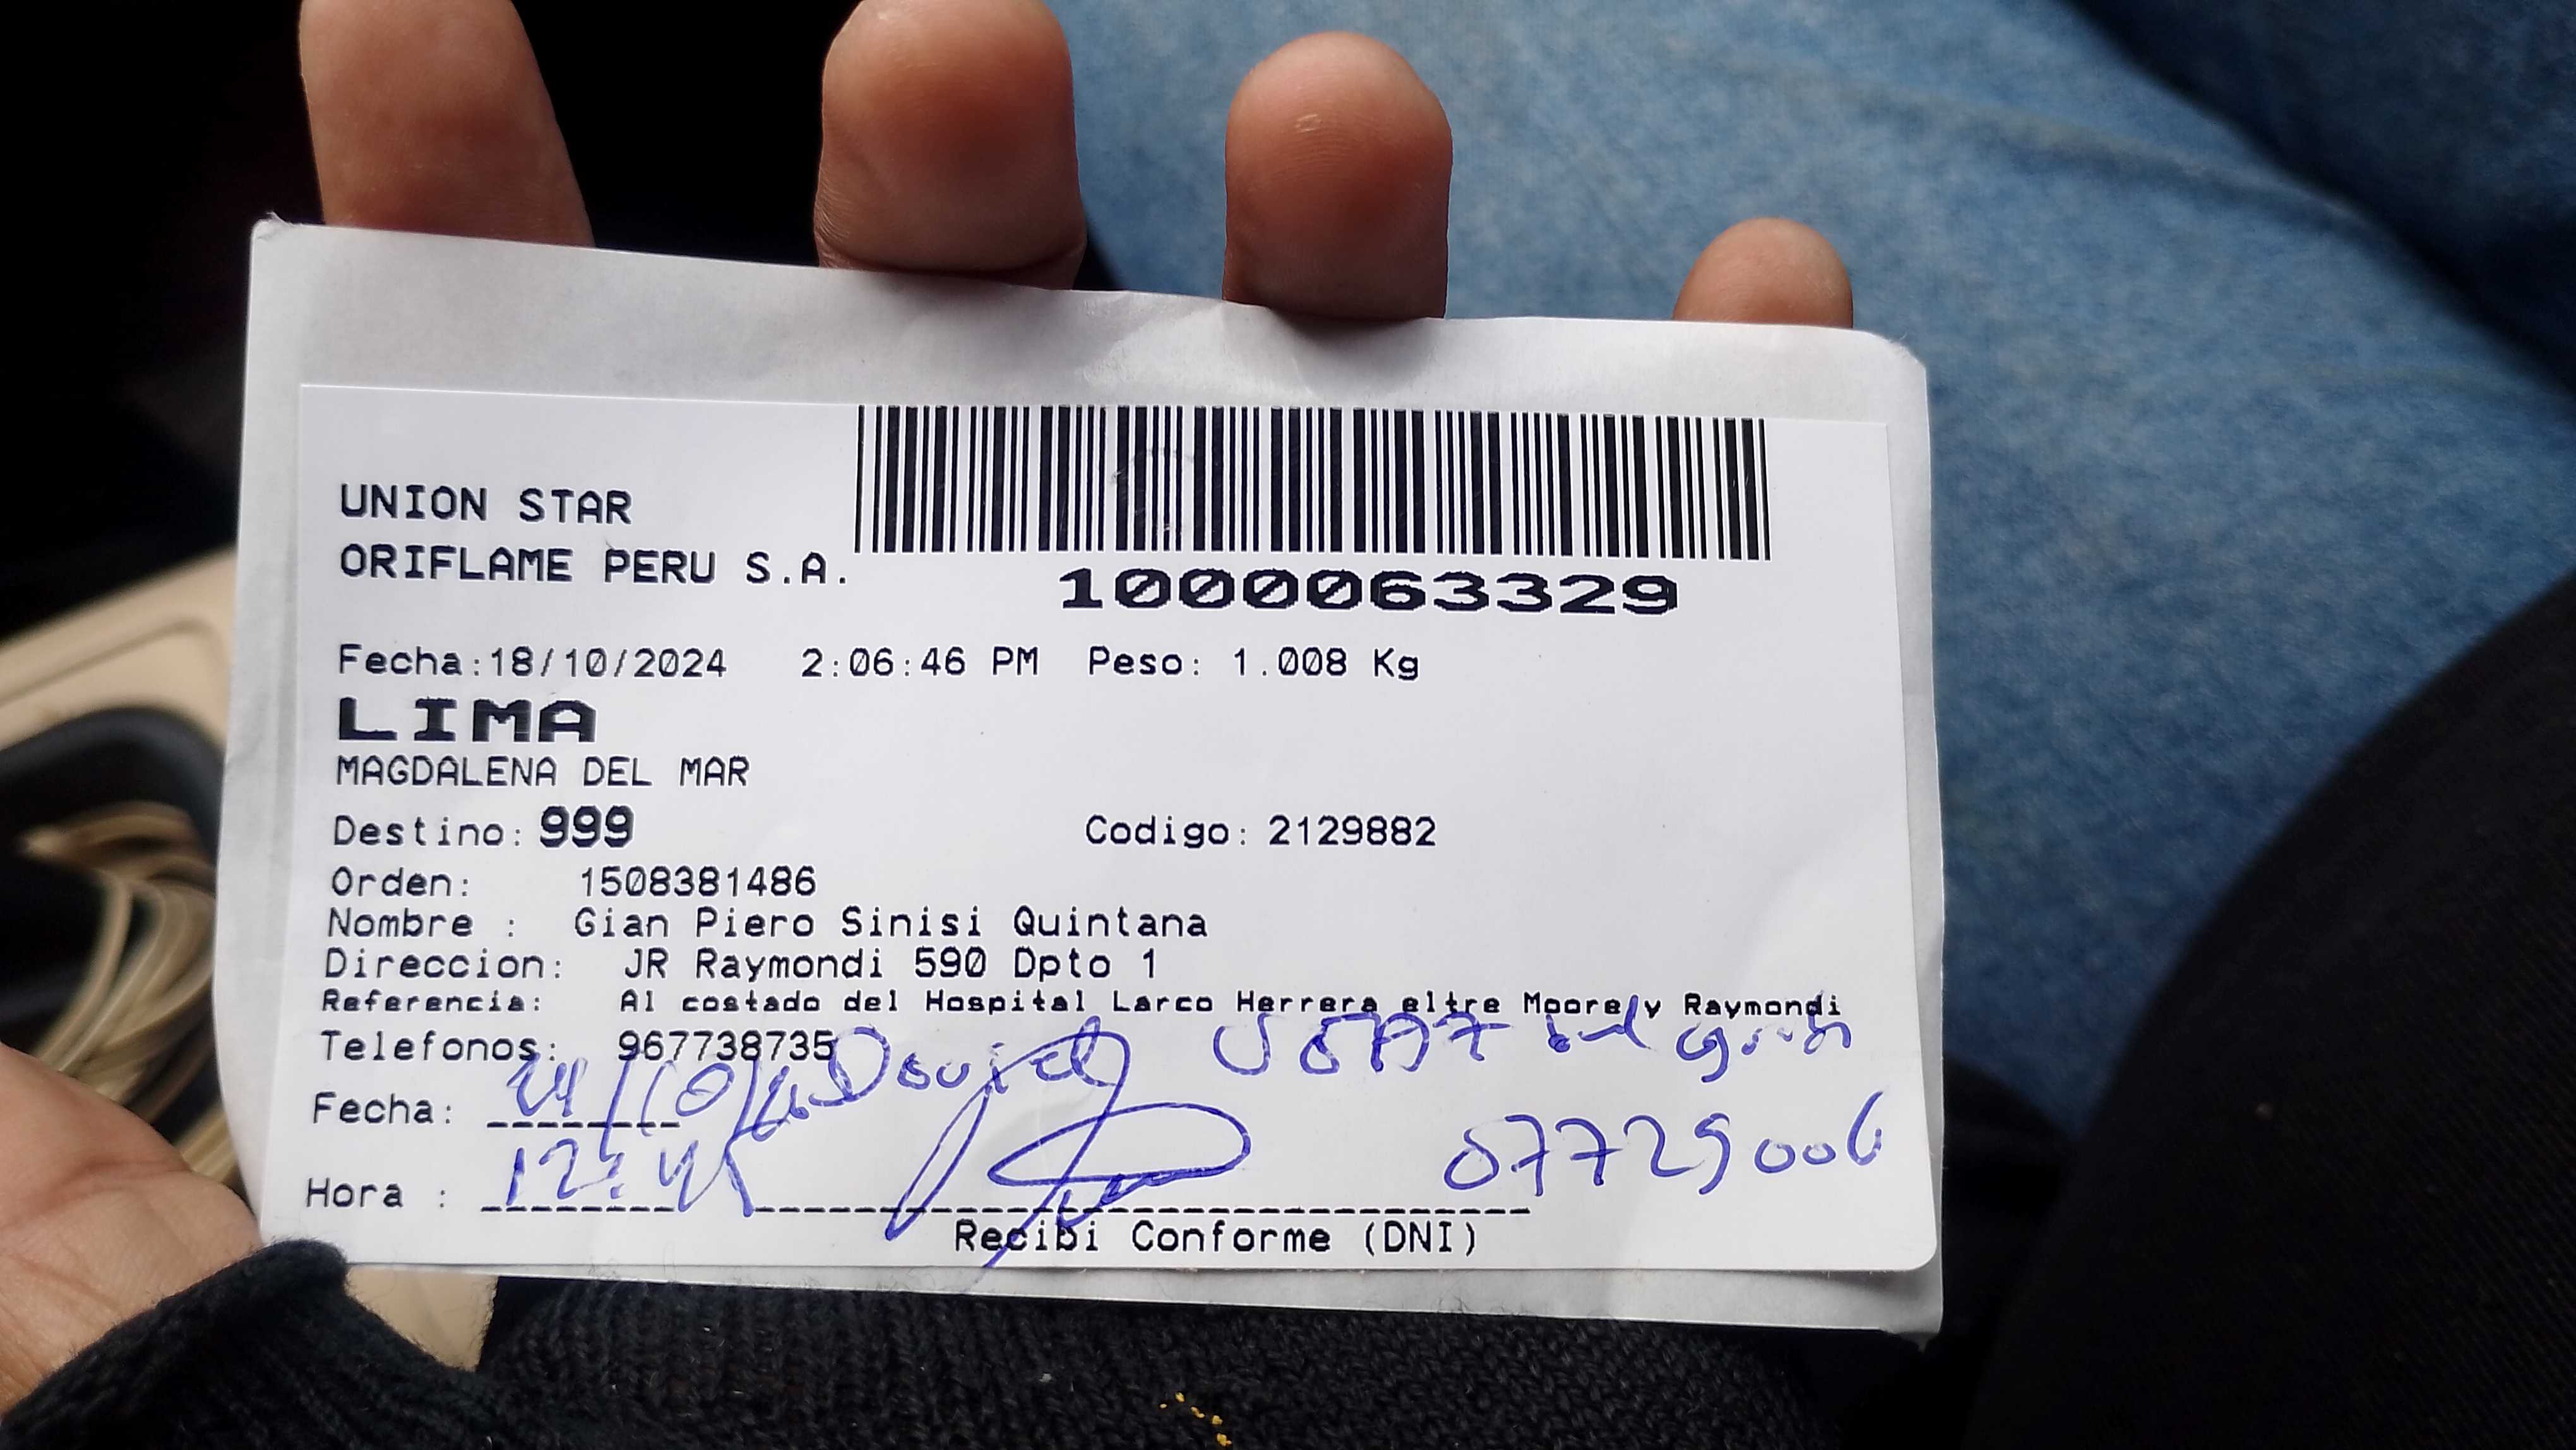 UNION STAR
ORIFLAME PERU S.A.
1000063329
Fecha:18/10/2024 2:06:46 PM Peso: 1.008 Kg
LIMA
MAGDALENA DEL MAR
Destino: 999 Codigo: 2129882
Orden: 1508381486
Nombre : Gian Piero Sinisi Quintana
Direccion: JR Raymondi 590 Dpto 1
Referencia: Al costado del Hospital Larco Herrera eltre Moore y Raymondi
Telefonos: 967738735
Fecha:
07729006
Hora : 12:45
Recibi Conforme (DNI)